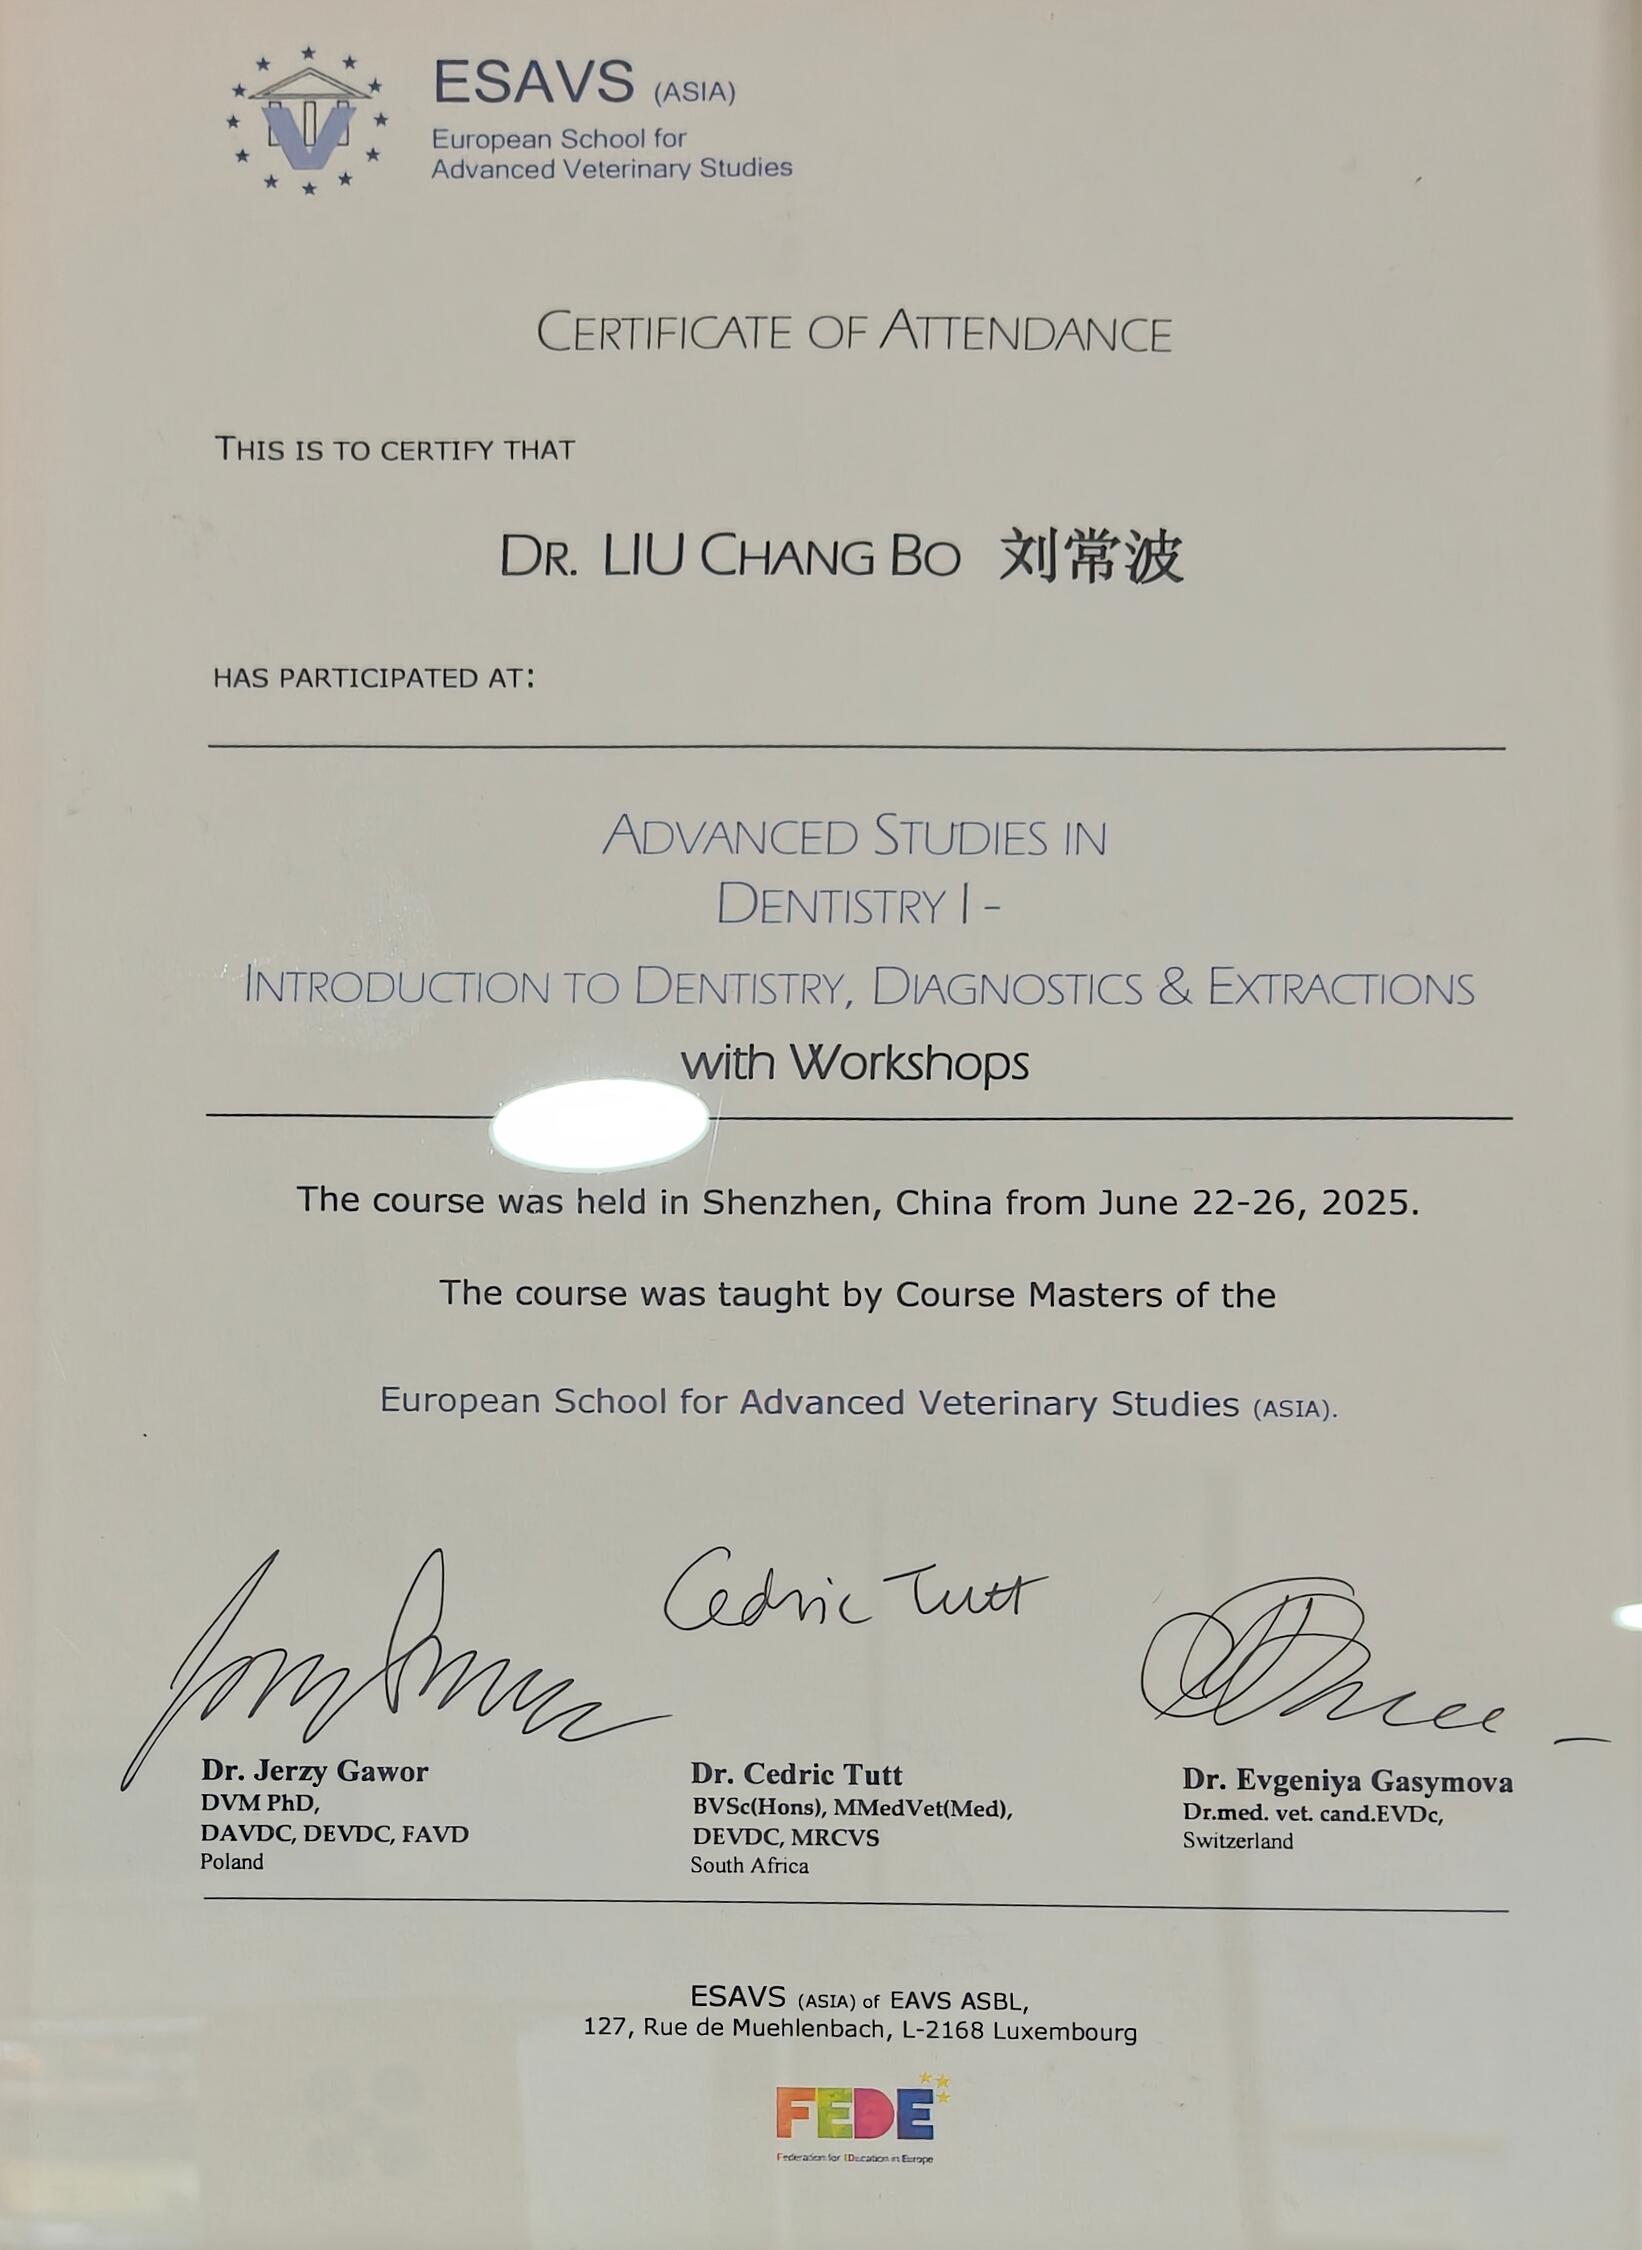 ESAVS (ASIA)
European School for
Advanced Veterinary Studies
CERTIFICATE OF ATTENDANCE
THIS IS TO CERTIFY THAT
DR. LIU CHANG BO 刘常波
HAS PARTICIPATED AT:
ADVANCED STUDIES IN
DENTISTRY I -
INTRODUCTION TO DENTISTRY, DIAGNOSTICS & EXTRACTIONS
with Workshops
The course was held in Shenzhen, China from June 22-26, 2025.
The course was taught by Course Masters of the
European School for Advanced Veterinary Studies (ASIA).
Cedric Tutt
Dr. Jerzy Gawor
DVM PhD,
DAVDC, DEVDC, FAVD
Poland
Dr. Cedric Tutt
BVSc(Hons), MMedVet(Med),
DEVDC, MRCVS
South Africa
Dr. Evgeniya Gasymova
Dr.med. vet. cand.EVDc,
Switzerland
ESAVS (ASIA) of EAVS ASBL,
127, Rue de Muehlenbach, L-2168 Luxembourg
FEDE
Federation for EDucation in Europe